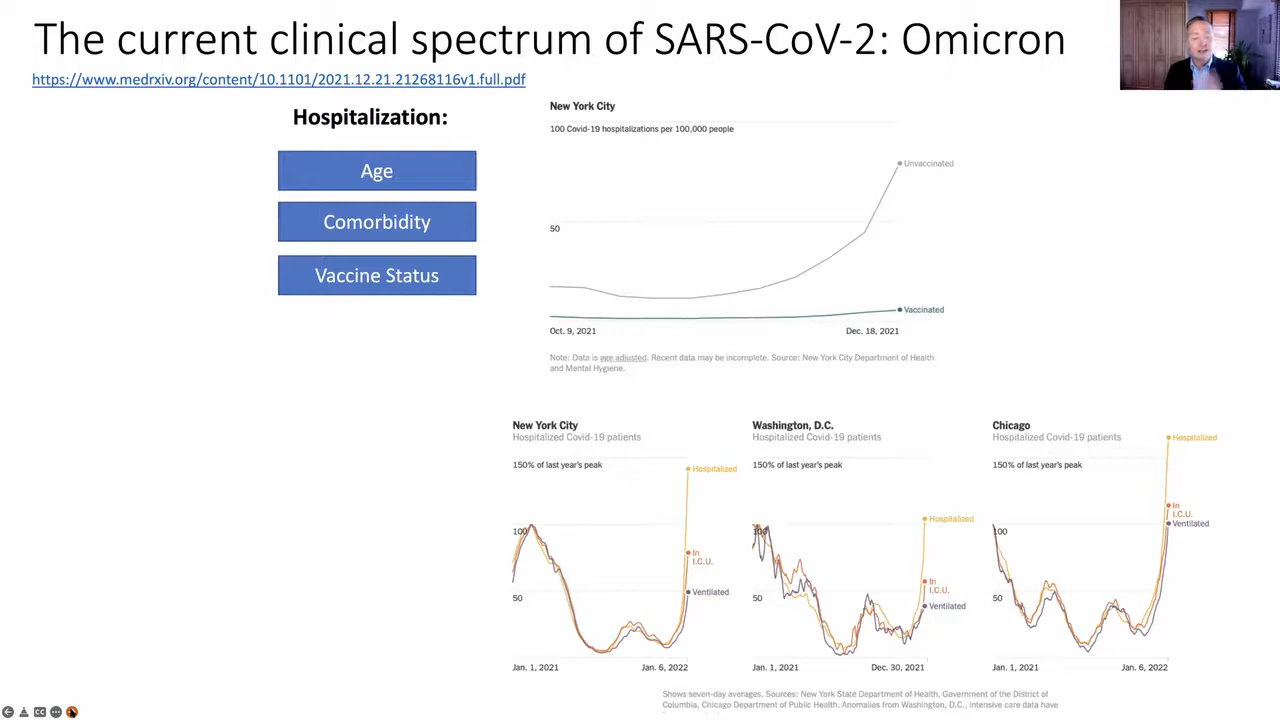 The current clinical spectrum of SARS-CoV-2: Omicron
https://www.medrxiv.org/content/10.1101/2021.12.21.21268116v1.full.pdf
Hospitalization:
Age
Comorbidity
Vaccine Status
New York City
100 Covid-19 hospitalizations per 100,000 people
Unvaccinated
50
Vaccinated
Oct. 9, 2021
Dec. 18, 2021
Note: Data is age adjusted. Recent data may be incomplete. Source: New York City Department of Health
and Mental Hygiene.
New York City
Hospitalized Covid-19 patients
150% of last year's peak
Hospitalized
100
In
I.C.U.
50
Ventilated
Jan. 1, 2021
Jan. 6, 2022
Washington, D.C.
Hospitalized Covid-19 patients
150% of last year's peak
Hospitalized
100
In
I.C.U.
50
Ventilated
Jan. 1, 2021
Dec. 30, 2021
Chicago
Hospitalized Covid-19 patients
Hospitalized
150% of last year's peak
In
I.C.U.
Ventilated
100
50
Jan. 1, 2021
Jan. 6, 2022
Shows seven-day averages. Sources: New York State Department of Health, Government of the District of
Columbia, Chicago Department of Public Health. Anomalies from Washington, D.C., intensive care data have
CC